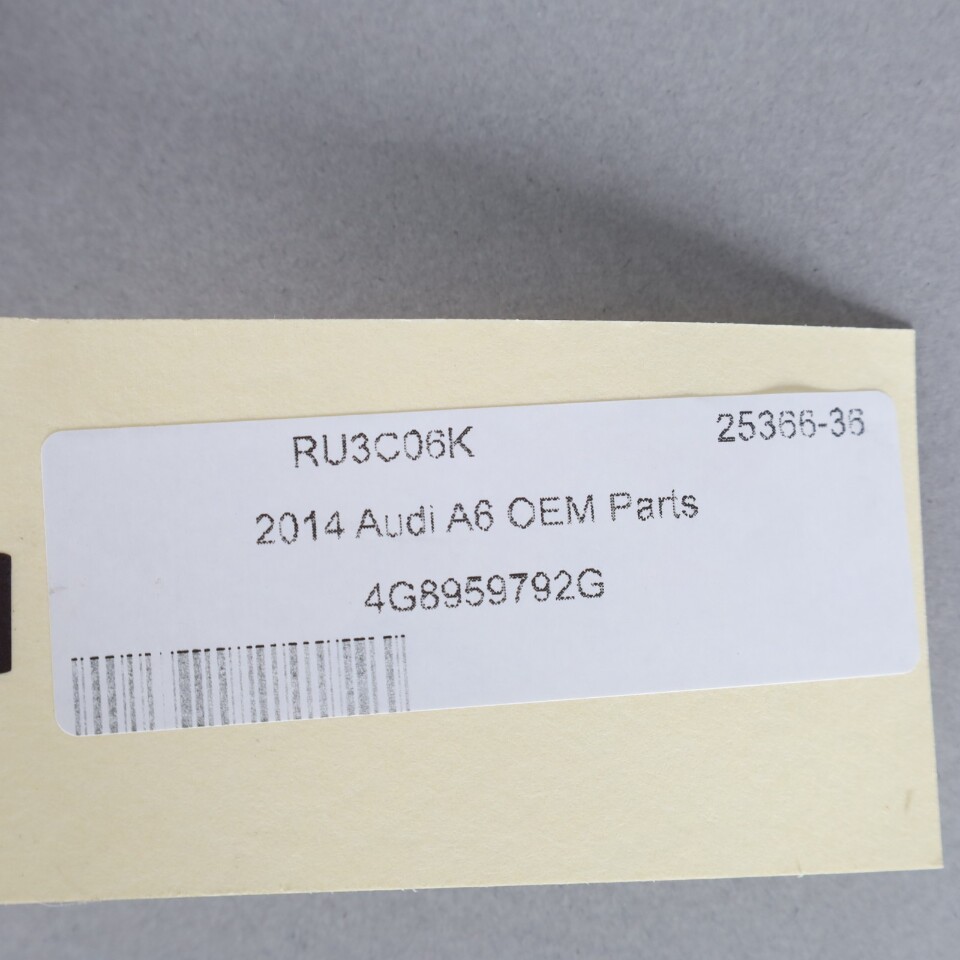 RU3C06K 25366-36
2014 Audi A6 OEM Parts
4G8959792G